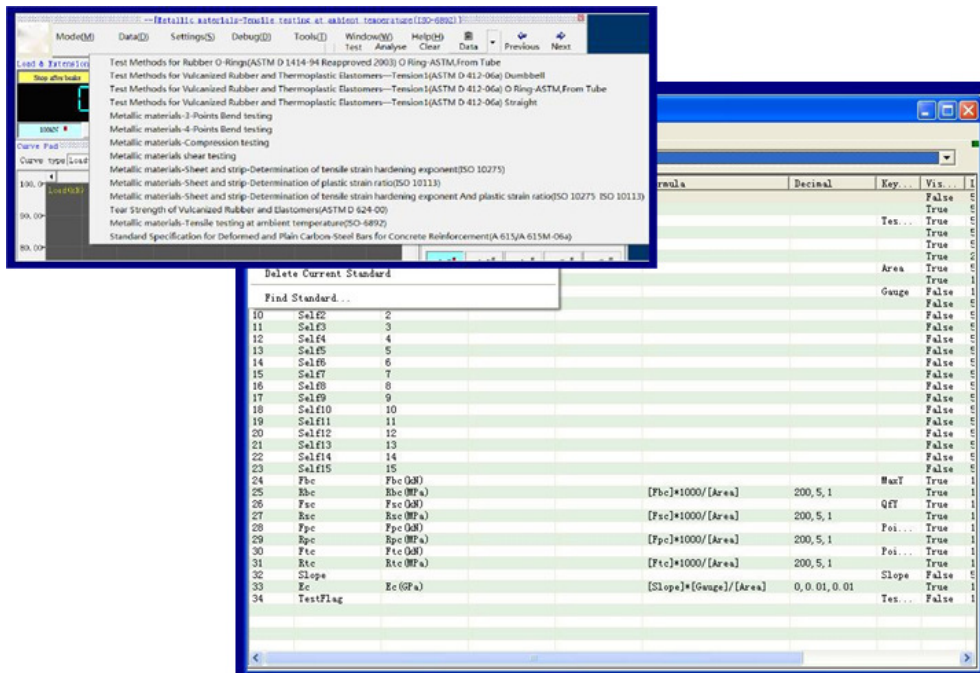 --[Metallic materials-Tensile testing at ambient temperature(ISO-6892)]
Mode(M) Data(D) Settings(S) Debug(D) Tools(T) Window(W) Help(H)
Test Analyse Clear Data Previous Next
Load & Extension
Stop after broke
Test Methods for Rubber O-Rings(ASTM D 1414-94 Reapproved 2003) O Ring-ASTM,From Tube
Test Methods for Vulcanized Rubber and Thermoplastic Elastomers—Tension1(ASTM D 412-06a) Dumbbell
Test Methods for Vulcanized Rubber and Thermoplastic Elastomers—Tension1(ASTM D 412-06a) O Ring-ASTM,From Tube
Test Methods for Vulcanized Rubber and Thermoplastic Elastomers—Tension1(ASTM D 412-06a) Straight
Metallic materials-3-Points Bend testing
Metallic materials-4-Points Bend testing
Metallic materials-Compression testing
Metallic materials shear testing
Metallic materials-Sheet and strip-Determination of tensile strain hardening exponent(ISO 10275)
Metallic materials-Sheet and strip-Determination of plastic strain ratio(ISO 10113)
Metallic materials-Sheet and strip-Determination of tensile strain hardening exponent And plastic strain ratio(ISO 10275 ISO 10113)
Tear Strength of Vulcanized Rubber and Elastomers(ASTM D 624-00)
Metallic materials-Tensile testing at ambient temperature(ISO-6892)
Standard Specification for Deformed and Plain Carbon-Steel Bars for Concrete Reinforcement(A 615/A 615M-06a)
100KN
Curve Pad
Curve type Load
100.0
Load(kN)
90.00
80.00
Delete Current Standard
Find Standard...
rmula Decimal Key... Vis...
False
True
Tes... True
True
True
True
Area True
True
Gauge False
False
10 Self2 2 False
11 Self3 3 False
12 Self4 4 False
13 Self5 5 False
14 Self6 6 False
15 Self7 7 False
16 Self8 8 False
17 Self9 9 False
18 Self10 10 False
19 Self11 11 False
20 Self12 12 False
21 Self13 13 False
22 Self14 14 False
23 Self15 15 False
24 Fbc Fbc(kN) MaxY True
25 Rbc Rbc(MPa) [Fbc]*1000/[Area] 200,5,1 True
26 Fsc Fsc(kN) QfY True
27 Rsc Rsc(MPa) [Fsc]*1000/[Area] 200,5,1 True
28 Fpc Fpc(kN) Poi... True
29 Rpc Rpc(MPa) [Fpc]*1000/[Area] 200,5,1 True
30 Ftc Ftc(kN) Poi... True
31 Rtc Rtc(MPa) [Ftc]*1000/[Area] 200,5,1 True
32 Slope Slope False
33 Ec Ec(GPa) [Slope]*[Gauge]/[Area] 0,0.01,0.01 True
34 TestFlag Tes... False